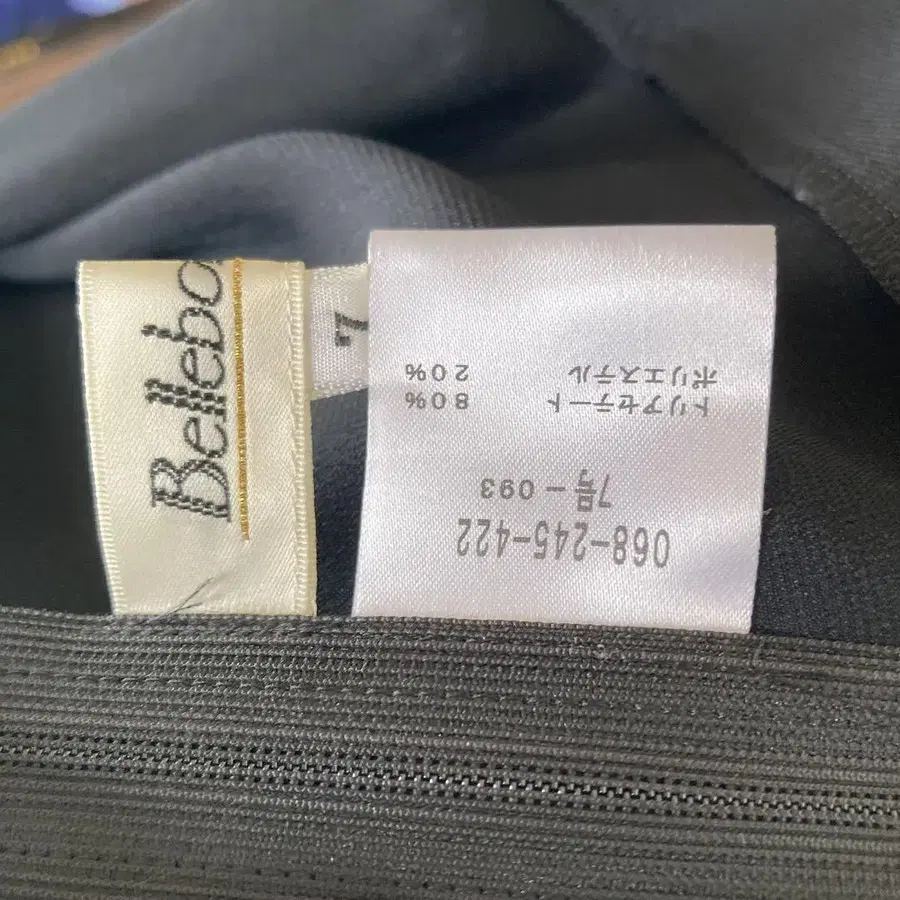 Bellebo
7
068-245-422
7号-093
トリアセテート 80%
ポリエステル 20%